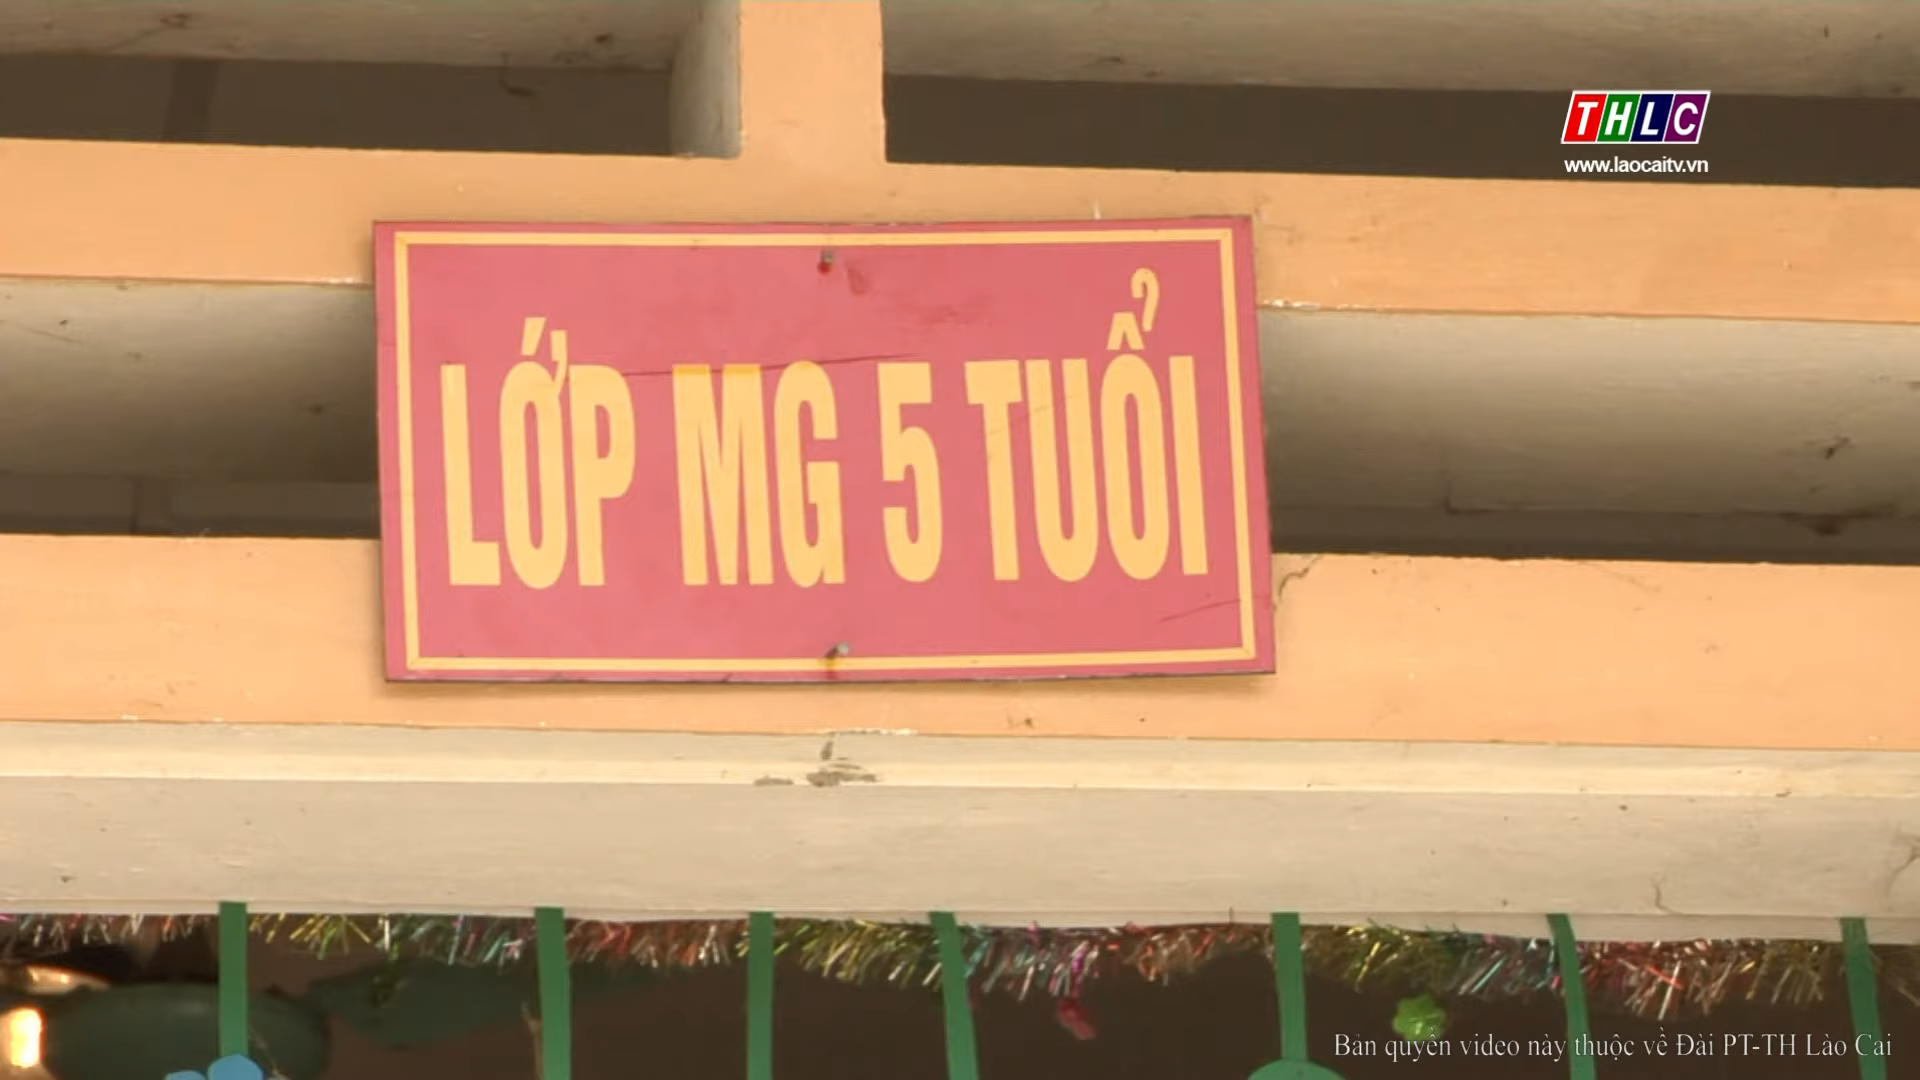 THLC
www.laocaitv.vn
LỚP MG 5 TUỔI
Bản quyền video này thuộc về Đài PT-TH Lào Cai